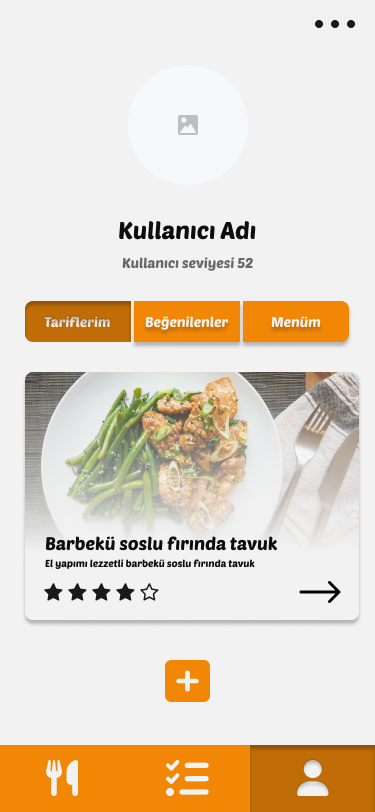 Kullanıcı Adı
Kullanıcı seviyesi 52
Tariflerim
Beğenilenler
Menüm
Barbekü soslu fırında tavuk
El yapımı lezzetli barbekü soslu fırında tavuk